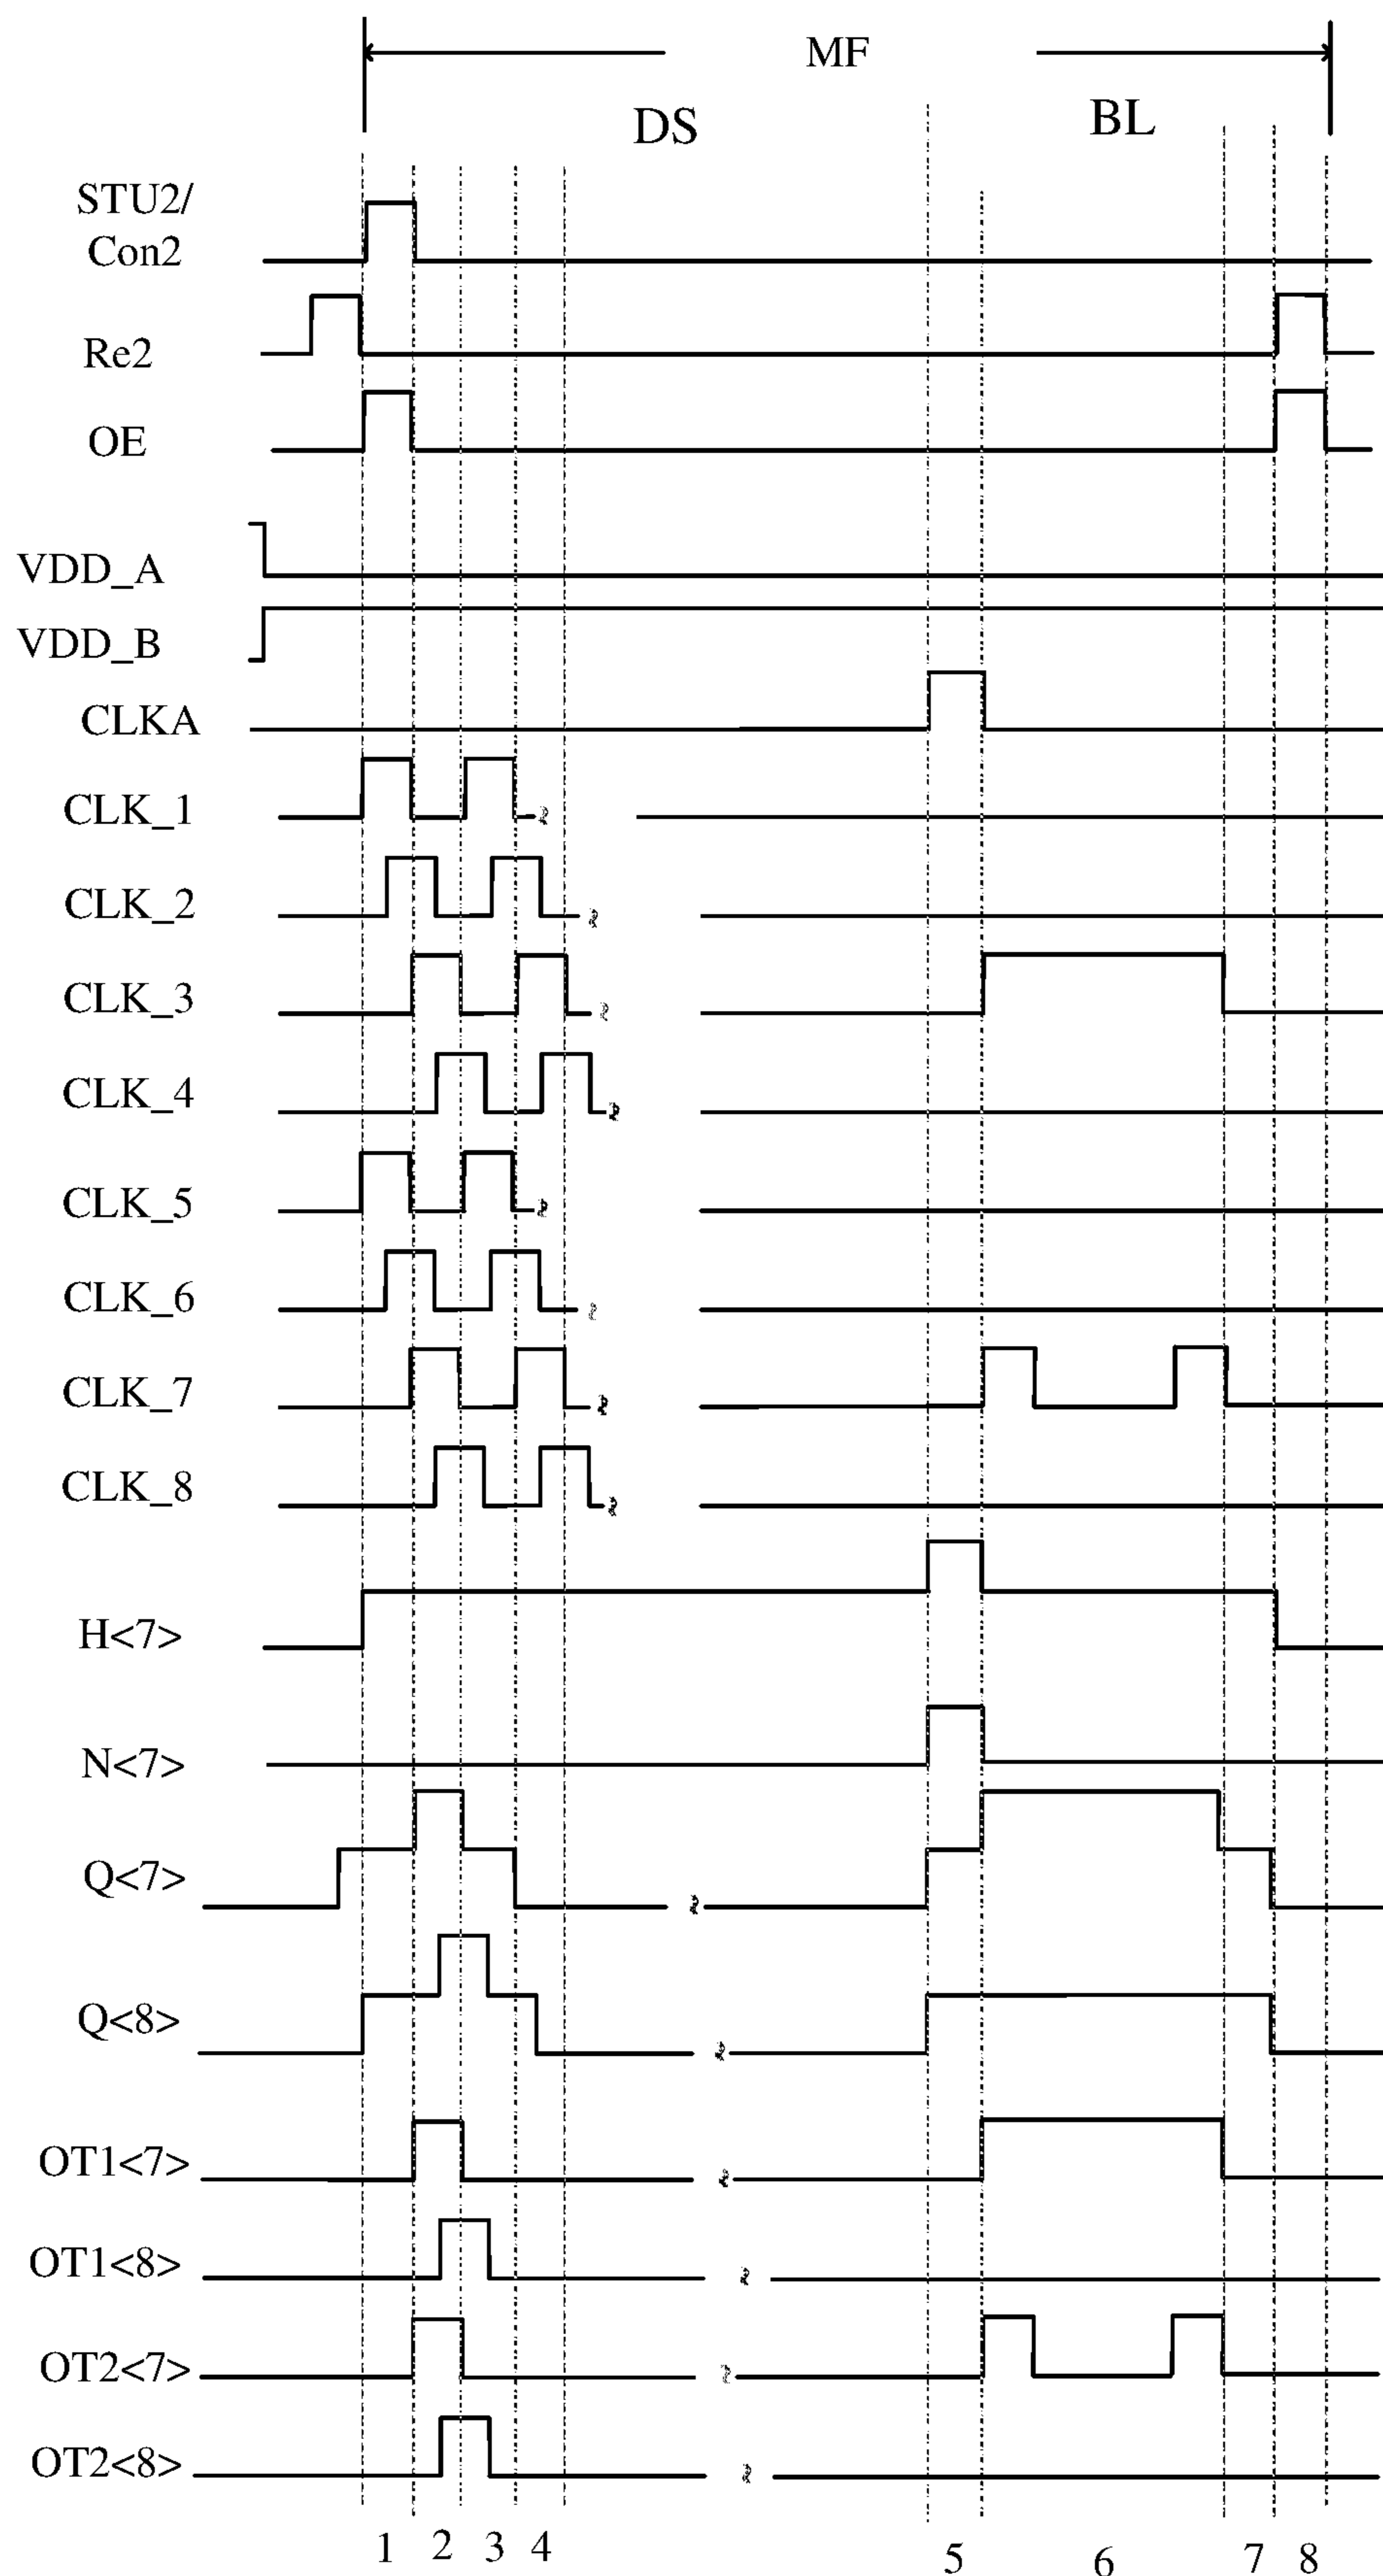 MF
DS
BL
STU2/
Con2
Re2
OE
VDD_A
VDD_B
CLKA
CLK_1
CLK_2
CLK_3
CLK_4
CLK_5
CLK_6
CLK_7
CLK_8
H<7>
N<7>
Q<7>
Q<8>
OT1<7>
OT1<8>
OT2<7>
OT2<8>
1 2 3 4 5 6 7 8